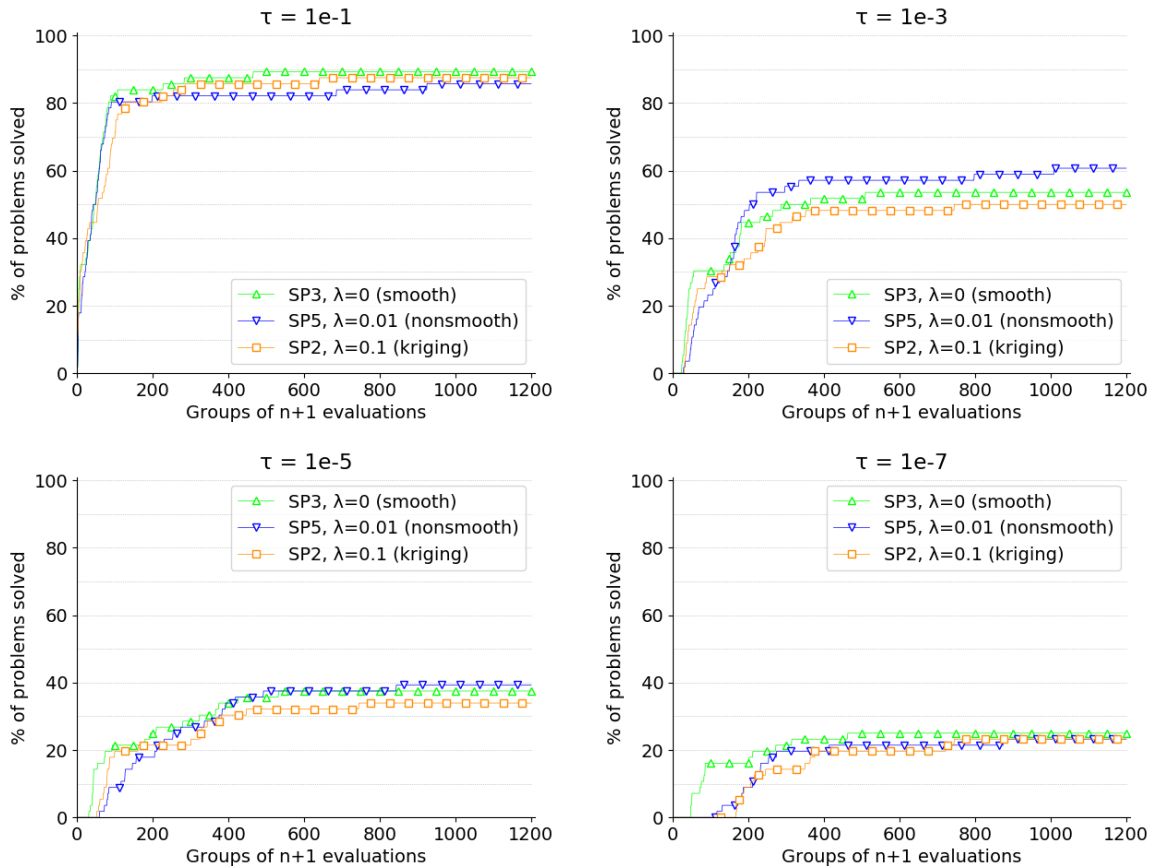 τ = 1e-1
% of problems solved
100
80
60
40
20
0
SP3, λ=0 (smooth)
SP5, λ=0.01 (nonsmooth)
SP2, λ=0.1 (kriging)
0 200 400 600 800 1000 1200
Groups of n+1 evaluations
τ = 1e-3
% of problems solved
100
80
60
40
20
0
SP3, λ=0 (smooth)
SP5, λ=0.01 (nonsmooth)
SP2, λ=0.1 (kriging)
0 200 400 600 800 1000 1200
Groups of n+1 evaluations
τ = 1e-5
% of problems solved
100
80
60
40
20
0
SP3, λ=0 (smooth)
SP5, λ=0.01 (nonsmooth)
SP2, λ=0.1 (kriging)
0 200 400 600 800 1000 1200
Groups of n+1 evaluations
τ = 1e-7
% of problems solved
100
80
60
40
20
0
SP3, λ=0 (smooth)
SP5, λ=0.01 (nonsmooth)
SP2, λ=0.1 (kriging)
0 200 400 600 800 1000 1200
Groups of n+1 evaluations